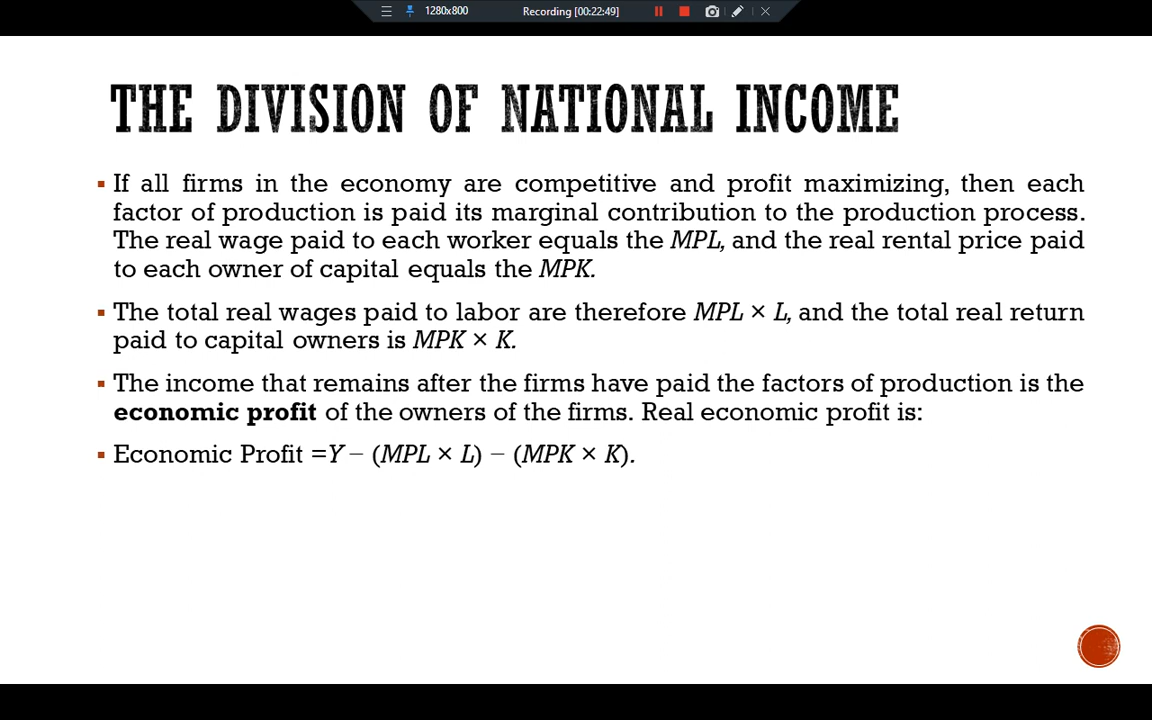 1280x800 Recording [00:22:49]
THE DIVISION OF NATIONAL INCOME
▪ If all firms in the economy are competitive and profit maximizing, then each
factor of production is paid its marginal contribution to the production process.
The real wage paid to each worker equals the MPL, and the real rental price paid
to each owner of capital equals the MPK.
▪ The total real wages paid to labor are therefore MPL × L, and the total real return
paid to capital owners is MPK × K.
▪ The income that remains after the firms have paid the factors of production is the
economic profit of the owners of the firms. Real economic profit is:
▪ Economic Profit =Y − (MPL × L) − (MPK × K).